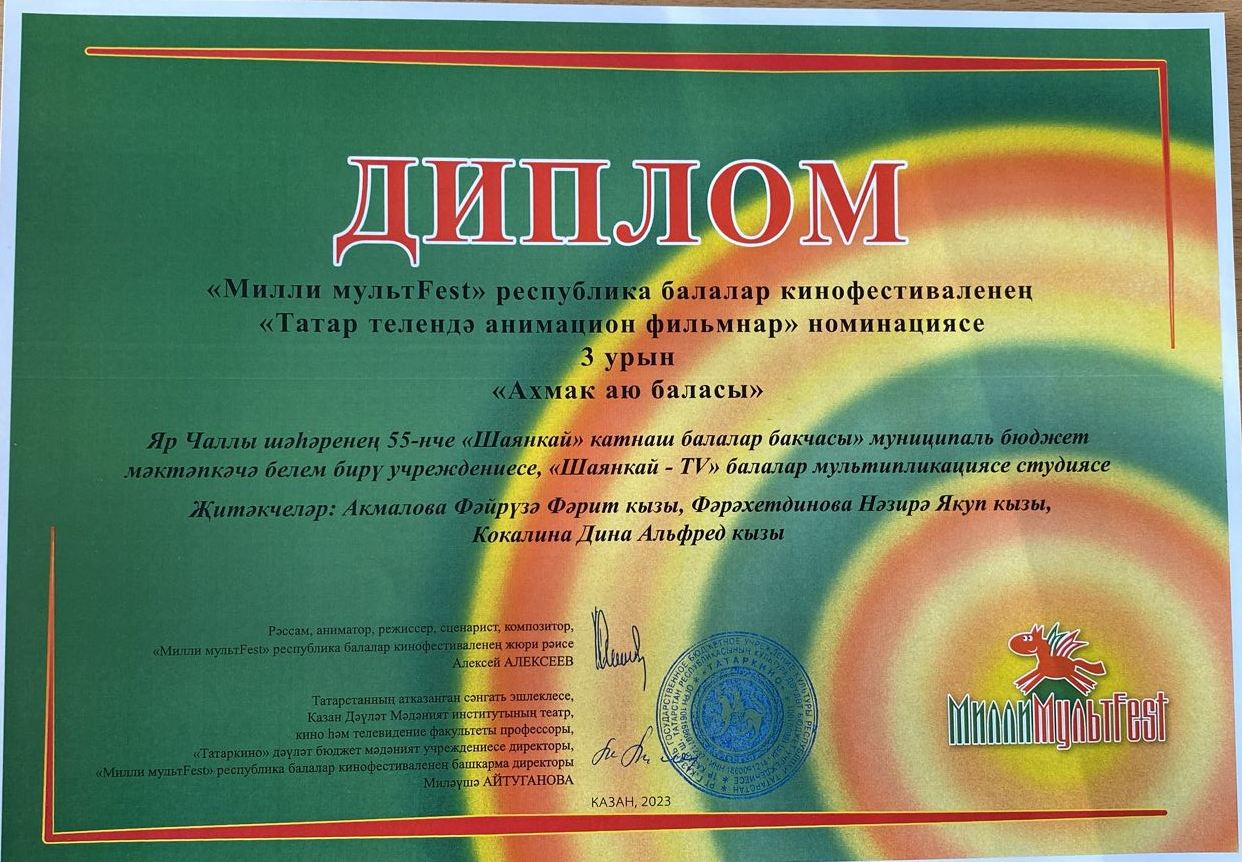 ДИПЛОМ
«Милли мультFest» республика балалар кинофестиваленең
«Татар телендә анимацион фильмнар» номинациясе
3 урын
«Ахмак аю баласы»
Яр Чаллы шәһәренең 55-нче «Шаянкай» катнаш балалар бакчасы» муниципаль бюджет
мәктәпкәчә белем бирү учреждениесе, «Шаянкай - TV» балалар мультипликациясе студиясе
Җитәкчеләр: Акмалова Фәйрүзә Фәрит кызы, Фәрәхетдинова Нәзирә Якуп кызы,
Кокалина Дина Альфред кызы
Рәссам, аниматор, режиссер, сценарист, композитор,
«Милли мультFest» республика балалар кинофестиваленең жюри рәисе
Алексей АЛЕКСЕЕВ
Татарстанның атказанган сәнгать эшлеклесе,
Казан Дәүләт Мәдәният институтының театр,
кино һәм телевидение факультеты профессоры,
«Татаркино» дәүләт бюджет мәдәният учреждениесе директоры,
«Милли мультFest» республика балалар кинофестиваленең башкарма директоры
Миләүшә АЙТУГАНОВА
ТАТАРКИНО
МиллиМультFest
КАЗАН, 2023